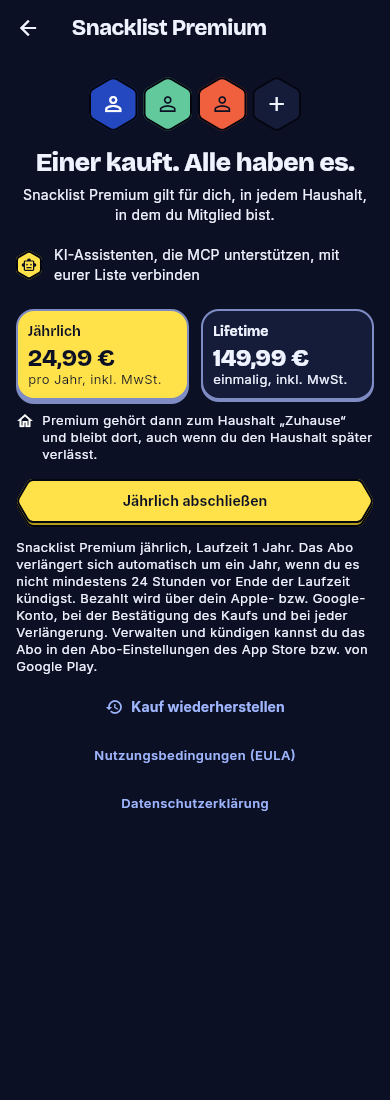 Snacklist Premium
Einer kauft. Alle haben es.
Snacklist Premium gilt für dich, in jedem Haushalt,
in dem du Mitglied bist.
KI-Assistenten, die MCP unterstützen, mit
eurer Liste verbinden
Jährlich
24,99 €
pro Jahr, inkl. MwSt.
Lifetime
149,99 €
einmalig, inkl. MwSt.
Premium gehört dann zum Haushalt „Zuhause“
und bleibt dort, auch wenn du den Haushalt später
verlässt.
Jährlich abschließen
Snacklist Premium jährlich, Laufzeit 1 Jahr. Das Abo
verlängert sich automatisch um ein Jahr, wenn du es
nicht mindestens 24 Stunden vor Ende der Laufzeit
kündigst. Bezahlt wird über dein Apple- bzw. Google-
Konto, bei der Bestätigung des Kaufs und bei jeder
Verlängerung. Verwalten und kündigen kannst du das
Abo in den Abo-Einstellungen des App Store bzw. von
Google Play.
Kauf wiederherstellen
Nutzungsbedingungen (EULA)
Datenschutzerklärung